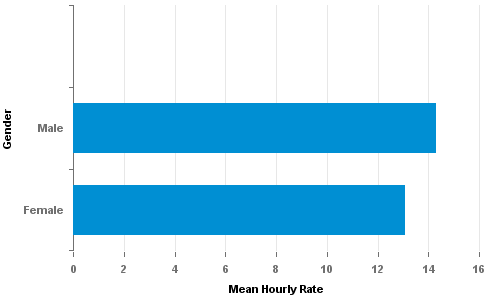 Gender
Male
Female
0 2 4 6 8 10 12 14 16
Mean Hourly Rate